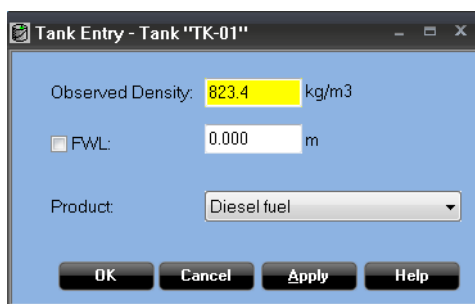 Tank Entry - Tank "TK-01"
Observed Density: 823.4 kg/m3
FWL: 0.000 m
Product: Diesel fuel
OK Cancel Apply Help